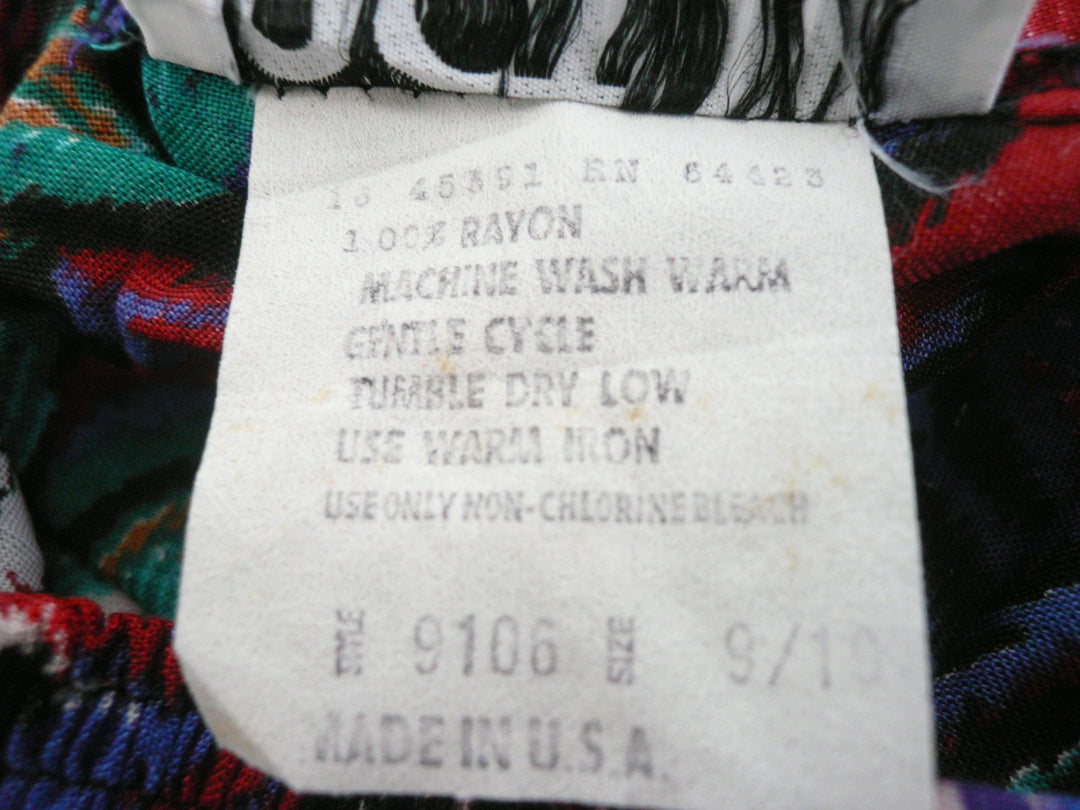 16 45391 RN 64423
100% RAYON
MACHINE WASH WARM
GENTLE CYCLE
TUMBLE DRY LOW
USE WARM IRON
USE ONLY NON-CHLORINE BLEACH
STYLE 9106 SIZE 9/10
MADE IN U.S.A.